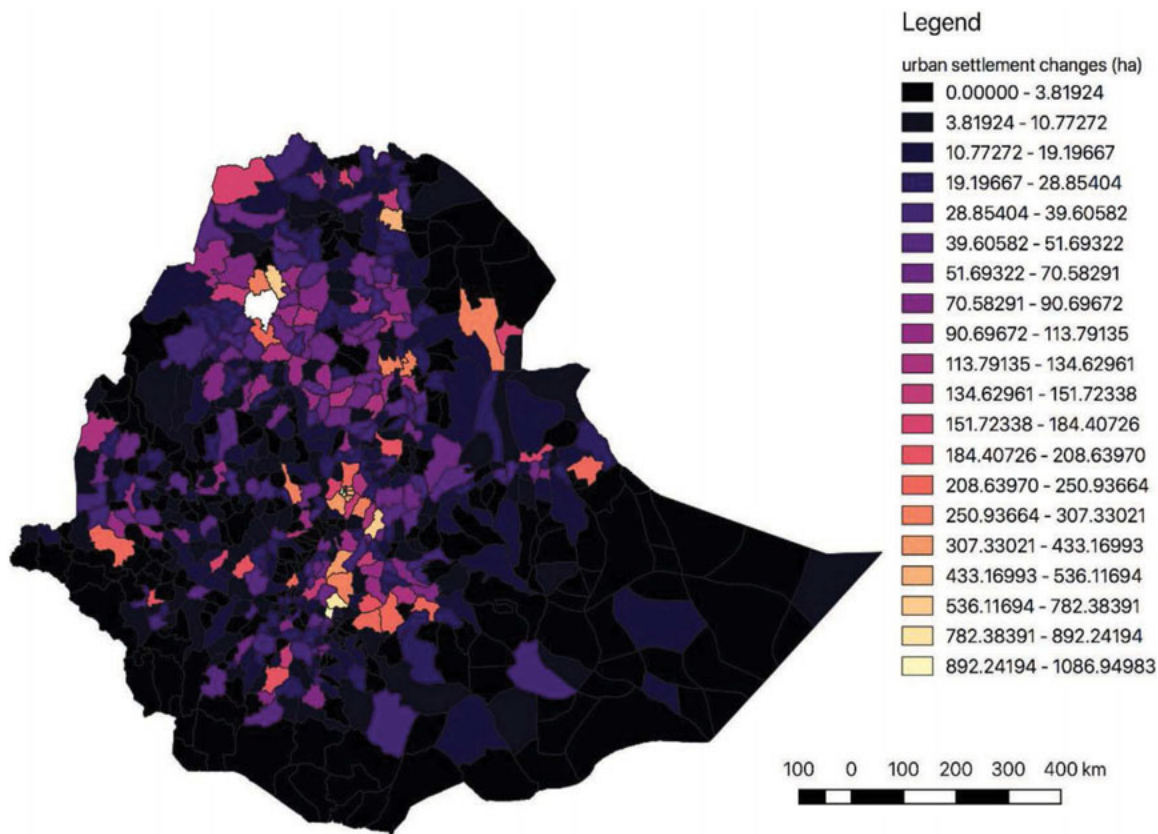 Legend
urban settlement changes (ha)
0.00000 - 3.81924
3.81924 - 10.77272
10.77272 - 19.19667
19.19667 - 28.85404
28.85404 - 39.60582
39.60582 - 51.69322
51.69322 - 70.58291
70.58291 - 90.69672
90.69672 - 113.79135
113.79135 - 134.62961
134.62961 - 151.72338
151.72338 - 184.40726
184.40726 - 208.63970
208.63970 - 250.93664
250.93664 - 307.33021
307.33021 - 433.16993
433.16993 - 536.11694
536.11694 - 782.38391
782.38391 - 892.24194
892.24194 - 1086.94983
100 0 100 200 300 400 km